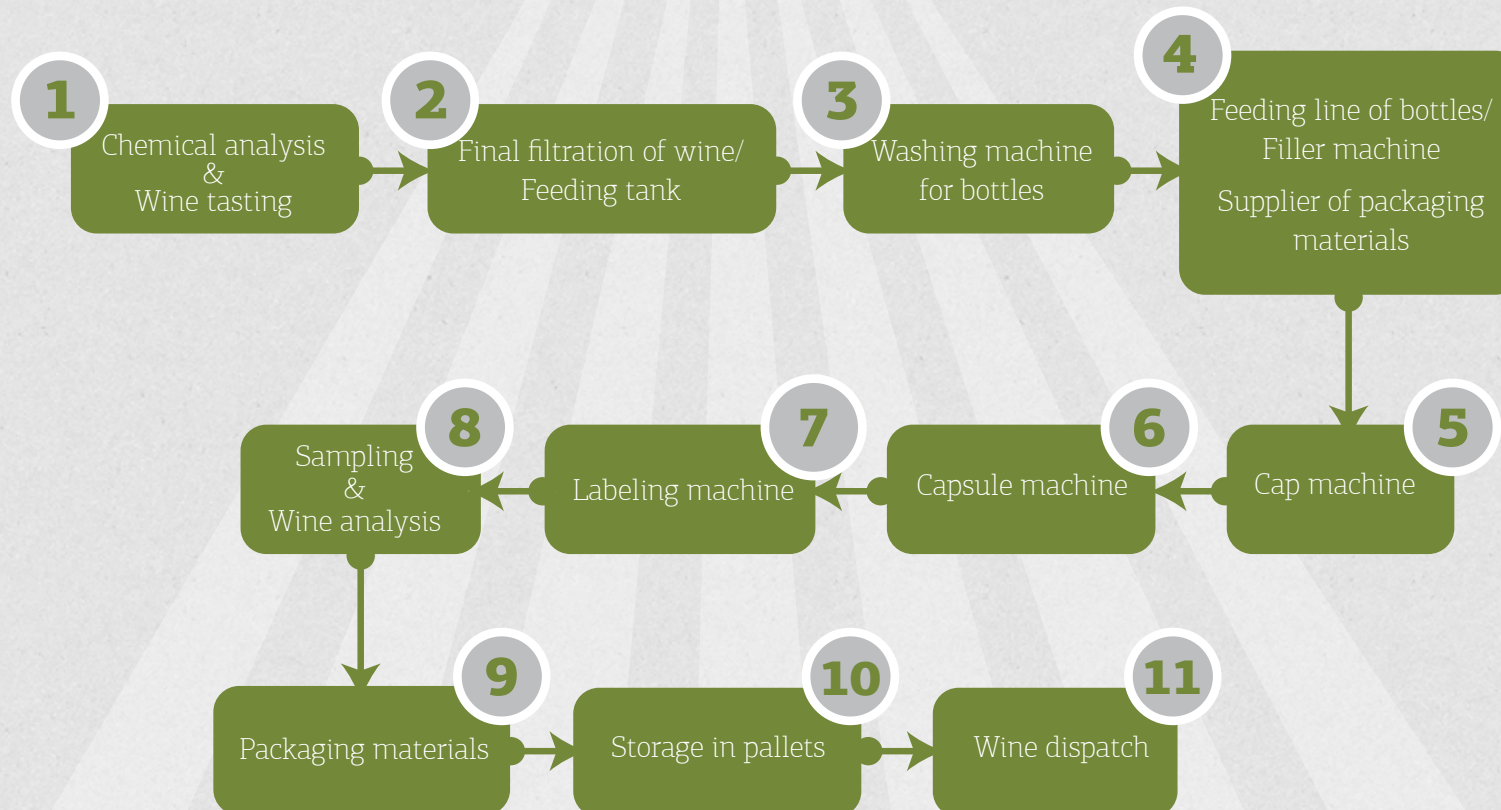 1
Chemical analysis
&
Wine tasting
2
Final filtration of wine/
Feeding tank
3
Washing machine
for bottles
4
Feeding line of bottles/
Filler machine
Supplier of packaging
materials
5
Cap machine
6
Capsule machine
7
Labeling machine
8
Sampling
&
Wine analysis
9
Packaging materials
10
Storage in pallets
11
Wine dispatch